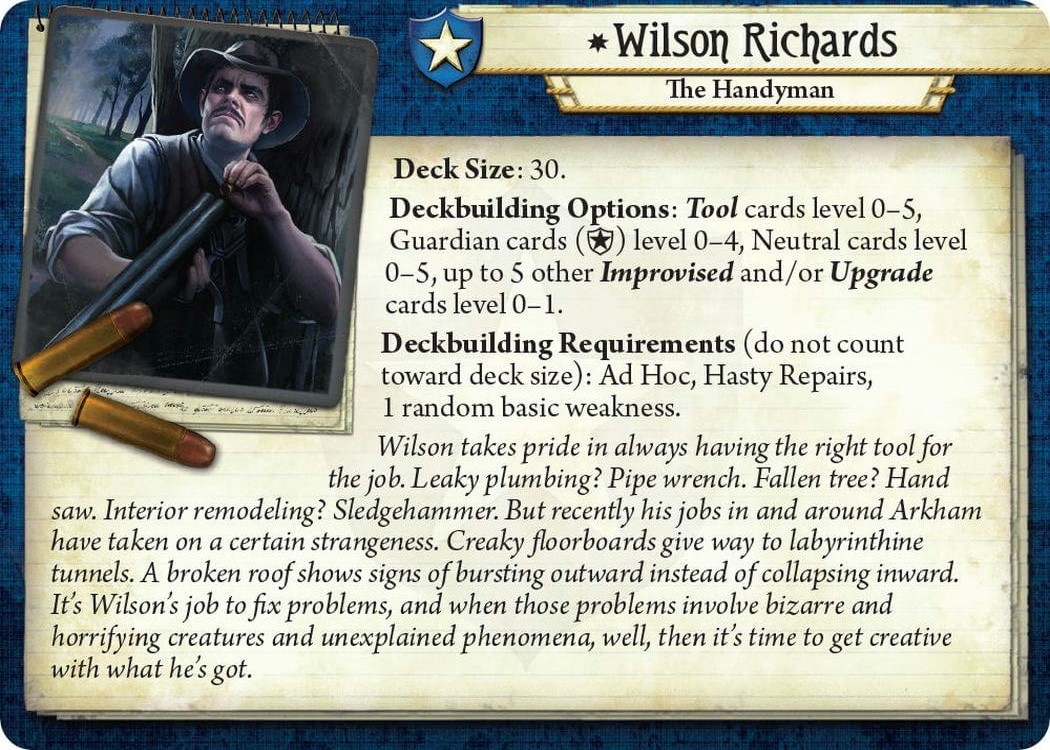 Wilson Richards
The Handyman
Deck Size: 30.
Deckbuilding Options: Tool cards level 0–5,
Guardian cards () level 0–4, Neutral cards level
0–5, up to 5 other Improvised and/or Upgrade
cards level 0–1.
Deckbuilding Requirements (do not count
toward deck size): Ad Hoc, Hasty Repairs,
1 random basic weakness.
Wilson takes pride in always having the right tool for
the job. Leaky plumbing? Pipe wrench. Fallen tree? Hand
saw. Interior remodeling? Sledgehammer. But recently his jobs in and around Arkham
have taken on a certain strangeness. Creaky floorboards give way to labyrinthine
tunnels. A broken roof shows signs of bursting outward instead of collapsing inward.
It’s Wilson’s job to fix problems, and when those problems involve bizarre and
horrifying creatures and unexplained phenomena, well, then it’s time to get creative
with what he’s got.